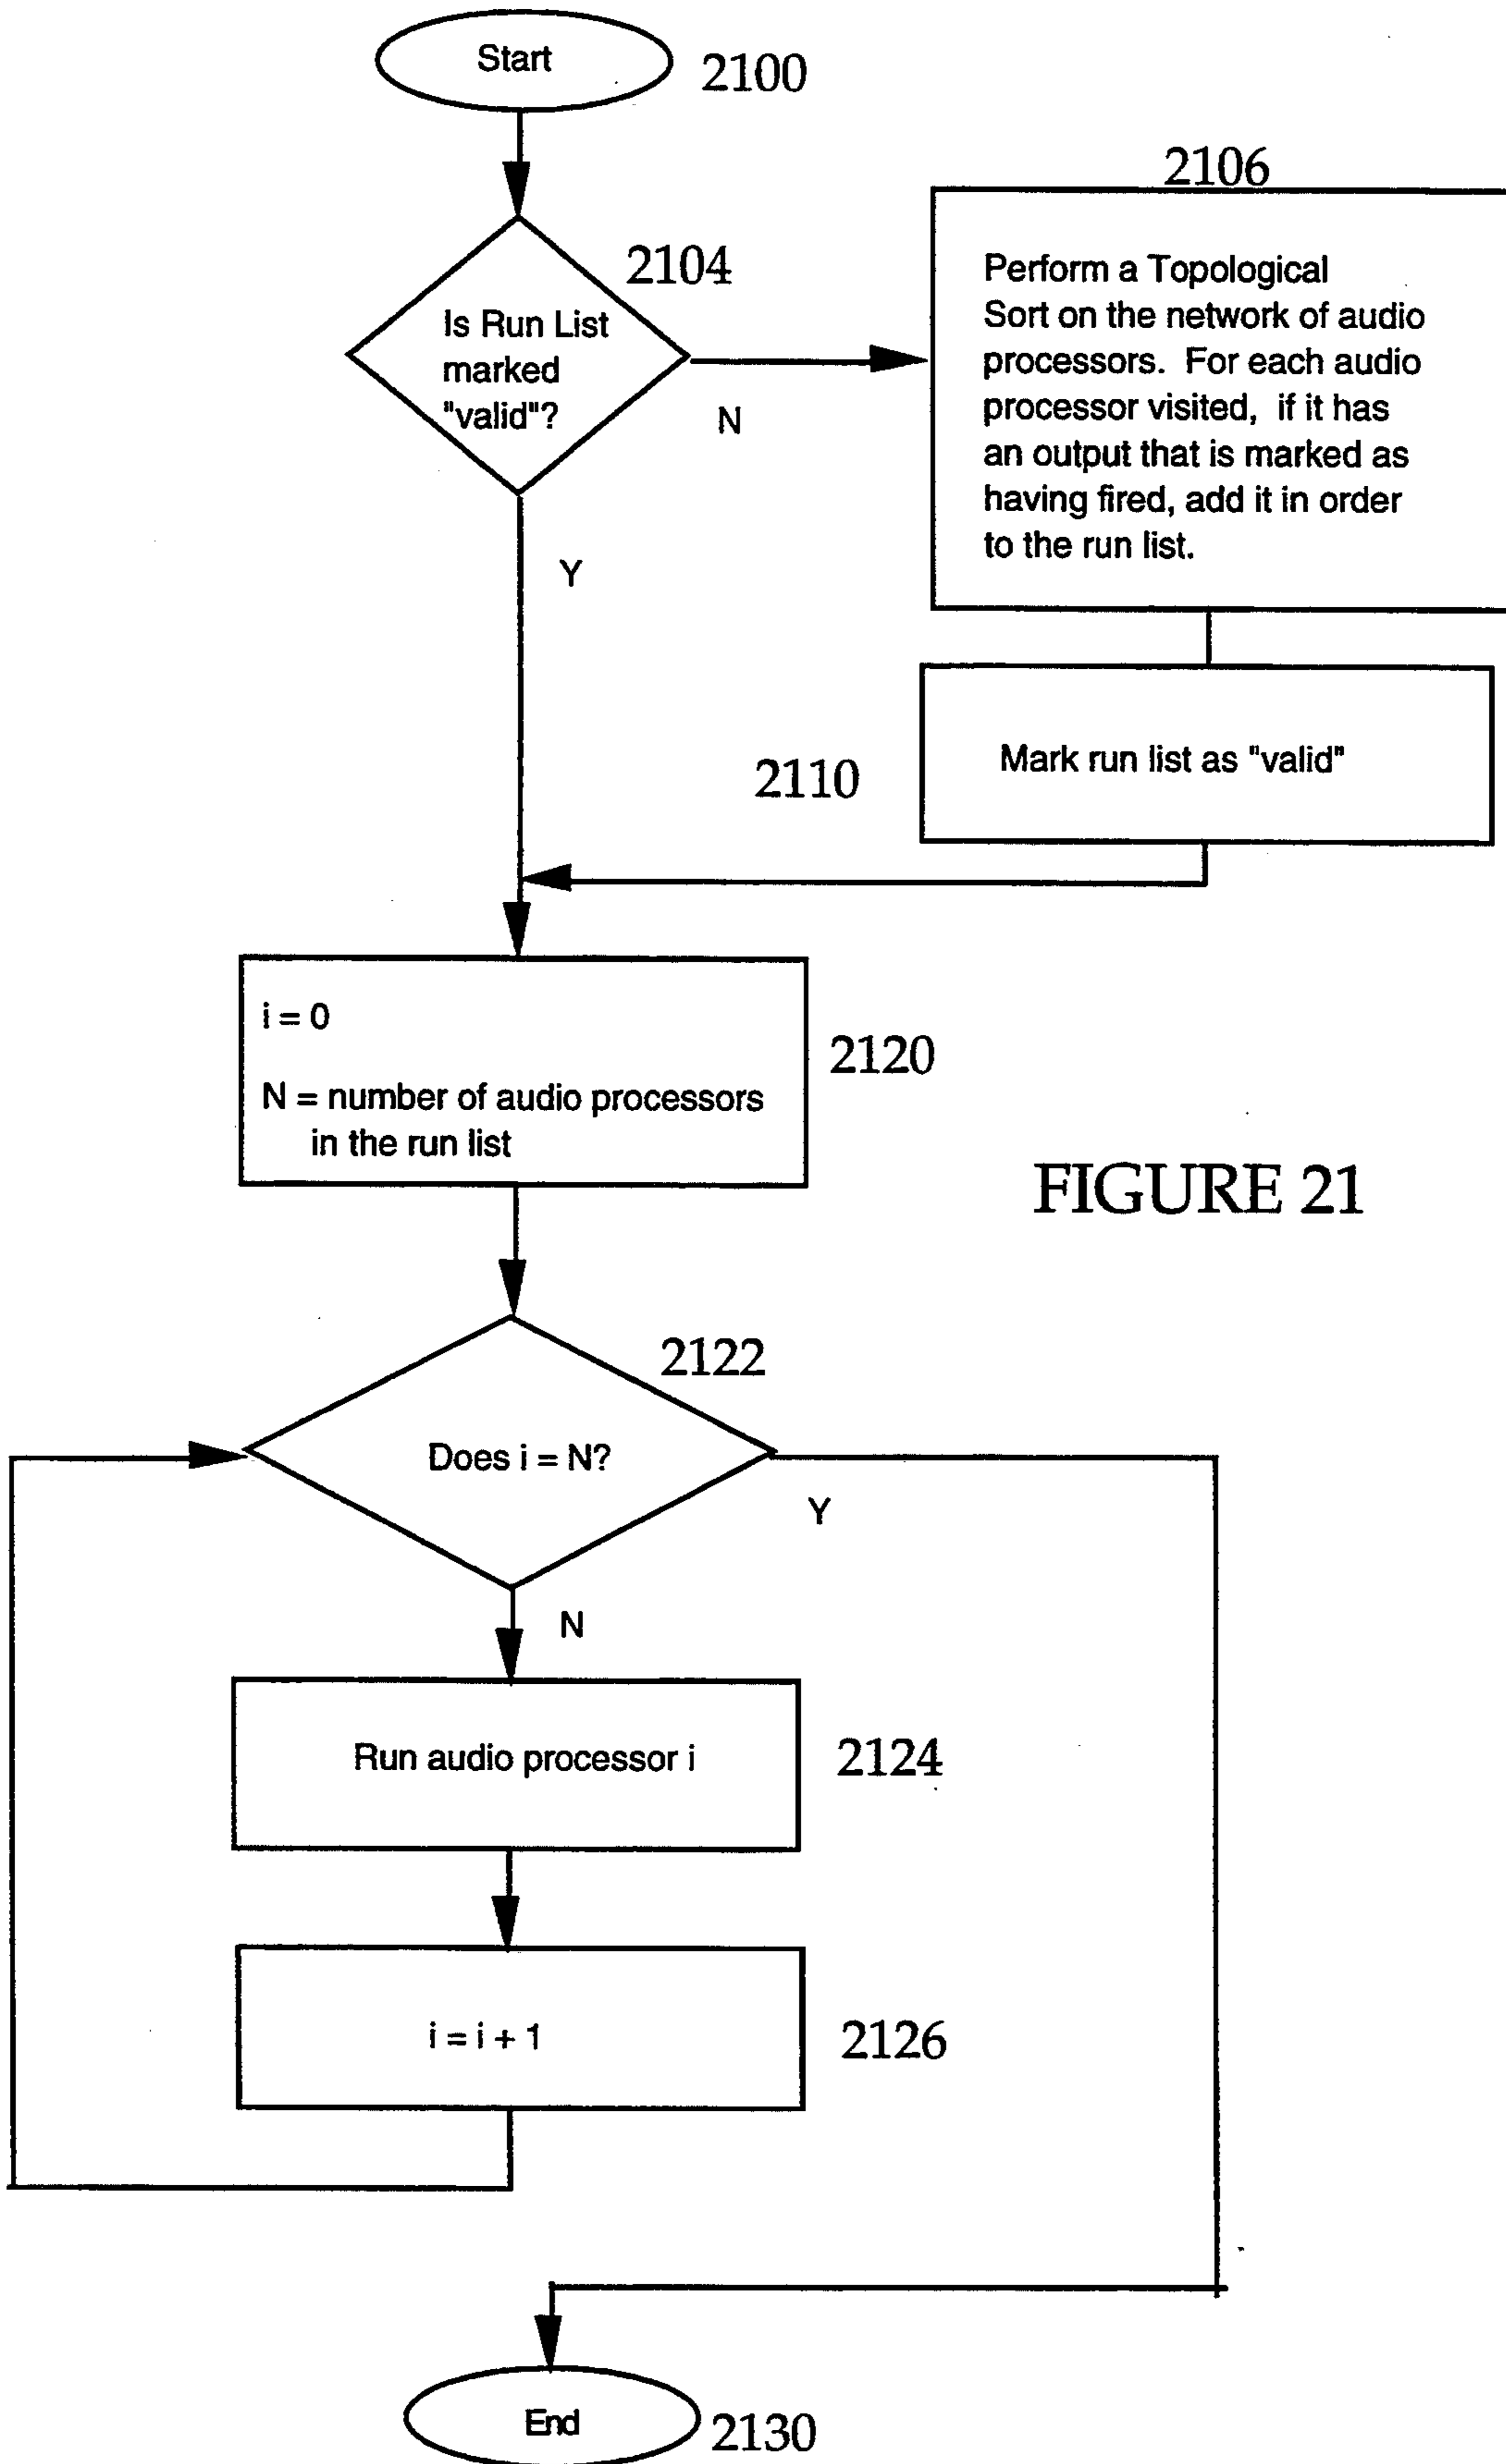 Start
2100
2104
Is Run List
marked
"valid"?
N
Y
2106
Perform a Topological
Sort on the network of audio
processors.  For each audio
processor visited,  if it has
an output that is marked as
having fired, add it in order
to the run list.
2110
Mark run list as "valid"
i = 0
N = number of audio processors
in the run list
2120
FIGURE 21
2122
Does i = N?
Y
N
Run audio processor i
2124
i = i + 1
2126
End
2130